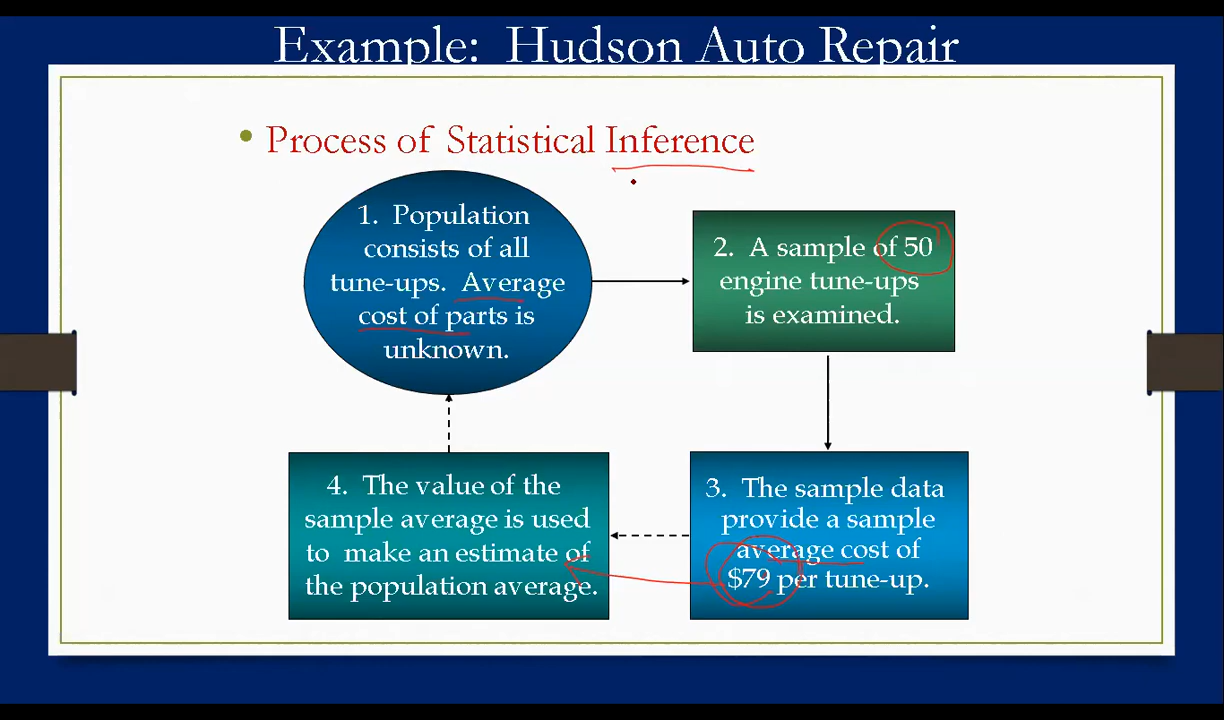 Example: Hudson Auto Repair
• Process of Statistical Inference
1. Population
consists of all
tune-ups. Average
cost of parts is
unknown.
2. A sample of 50
engine tune-ups
is examined.
3. The sample data
provide a sample
average cost of
$79 per tune-up.
4. The value of the
sample average is used
to make an estimate of
the population average.